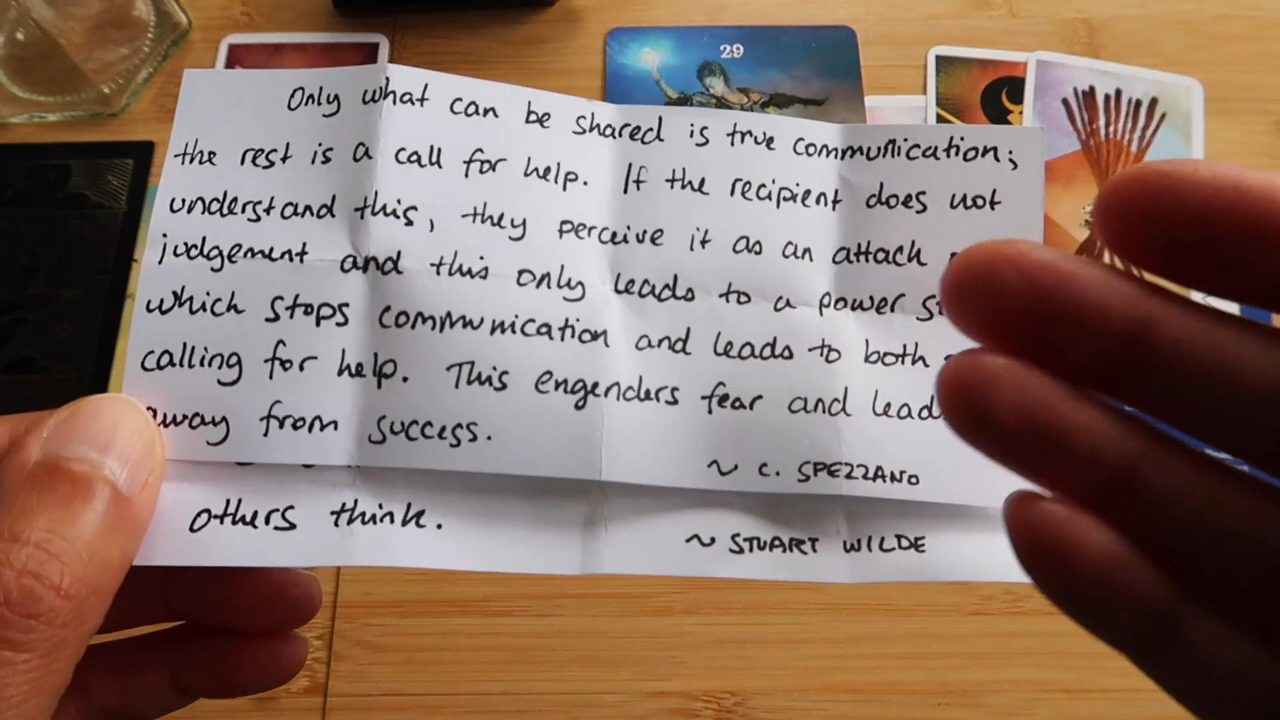 29
Only what can be shared is true communication;
the rest is a call for help. If the recipient does not
understand this, they perceive it as an attack
judgement and this only leads to a power
which stops communication and leads to both
calling for help. This engenders fear and
away from success.
~ C. SPEZZANO
others think.
~ STUART WILDE